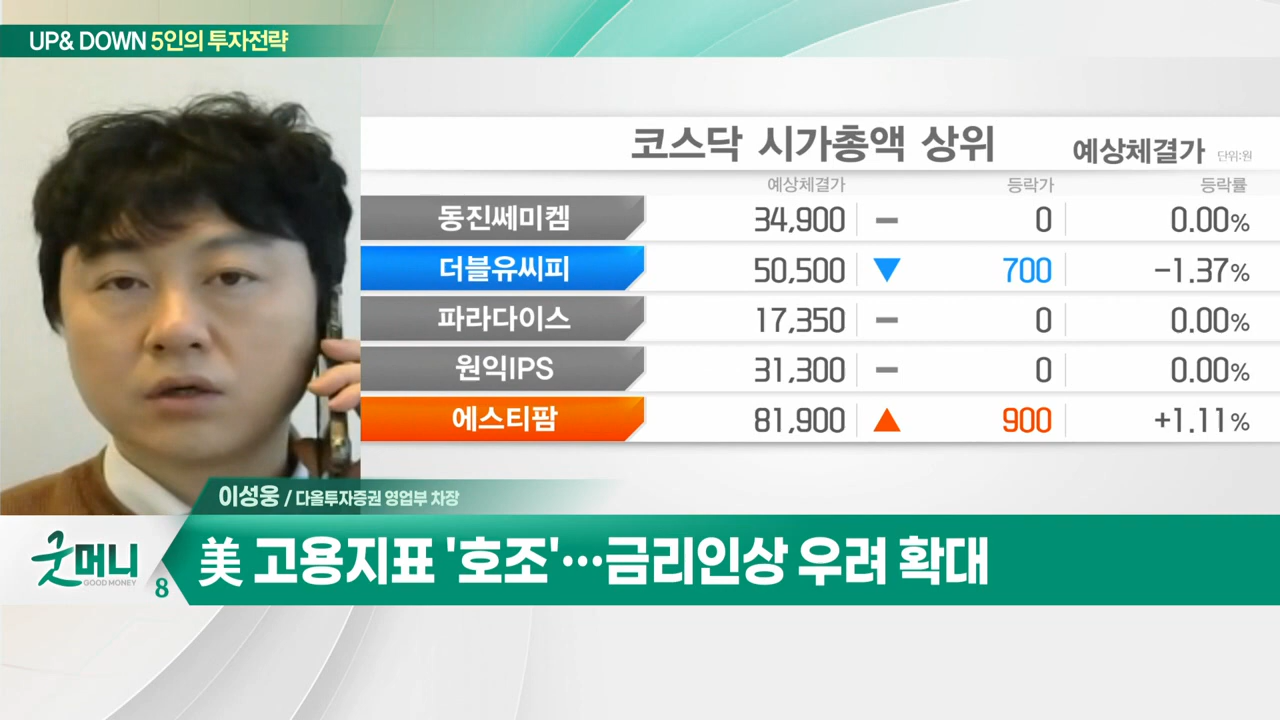 UP& DOWN 5인의 투자전략
코스닥 시가총액 상위 예상체결가 단위:원
예상체결가 등락가 등락률
동진쎄미켐 34,900 0 0.00%
더블유씨피 50,500 ▼ 700 -1.37%
파라다이스 17,350 0 0.00%
원익IPS 31,300 0 0.00%
에스티팜 81,900 ▲ 900 +1.11%
이성웅 / 다올투자증권 영업부 차장
굿머니
GOOD MONEY
8
美 고용지표 '호조'…금리인상 우려 확대